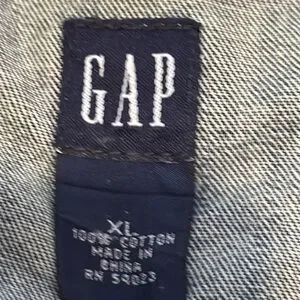 GAP
XL
100% COTTON
MADE IN
CHINA
RN 54023